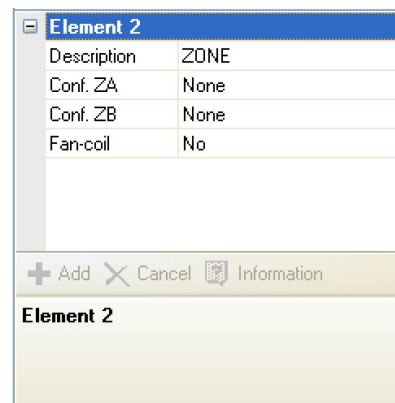 Element 2
Description ZONE
Conf. ZA None
Conf. ZB None
Fan-coil No
Add Cancel Information
Element 2